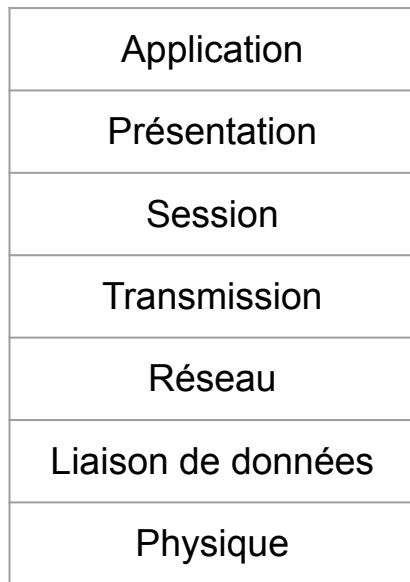 Application
Présentation
Session
Transmission
Réseau
Liaison de données
Physique